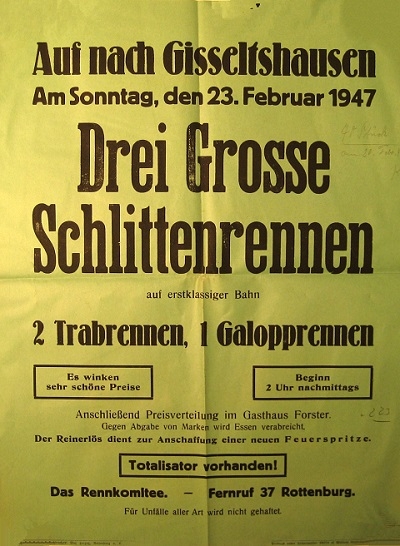 Auf nach Gisseltshausen
Am Sonntag, den 23. Februar 1947
Drei Grosse
Schlittenrennen
auf erstklassiger Bahn
2 Trabrennen, 1 Galopprennen
Es winken
sehr schöne Preise
Beginn
2 Uhr nachmittags
Anschließend Preisverteilung im Gasthaus Forster.
Gegen Abgabe von Marken wird Essen verabreicht.
Der Reinerlös dient zur Anschaffung einer neuen Feuerspritze.
Totalisator vorhanden!
Das Rennkomitee. — Fernruf 37 Rottenburg.
Für Unfälle aller Art wird nicht gehaftet.